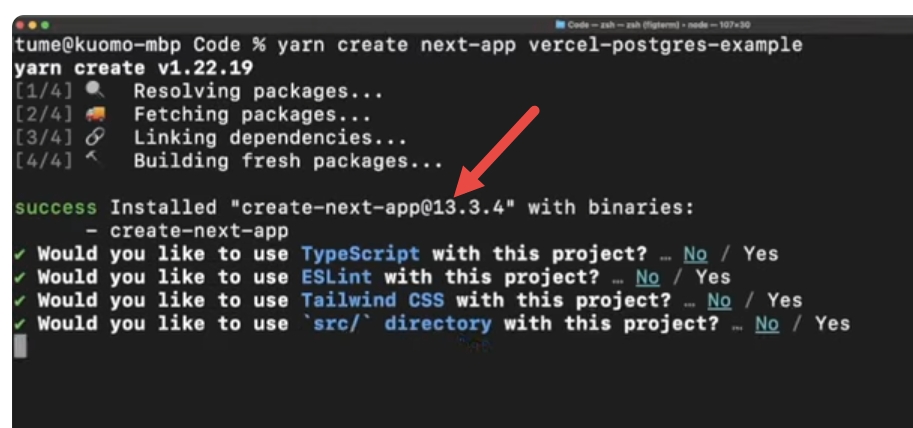 Code — zsh — zsh (figterm) • node — 107×30
tume@kuomo-mbp Code % yarn create next-app vercel-postgres-example
yarn create v1.22.19
[1/4] 🔍 Resolving packages...
[2/4] 🚚 Fetching packages...
[3/4] 🔗 Linking dependencies...
[4/4] 🔨 Building fresh packages...
success Installed "create-next-app@13.3.4" with binaries:
- create-next-app
✔ Would you like to use TypeScript with this project? … No / Yes
✔ Would you like to use ESLint with this project? … No / Yes
✔ Would you like to use Tailwind CSS with this project? … No / Yes
✔ Would you like to use `src/` directory with this project? … No / Yes